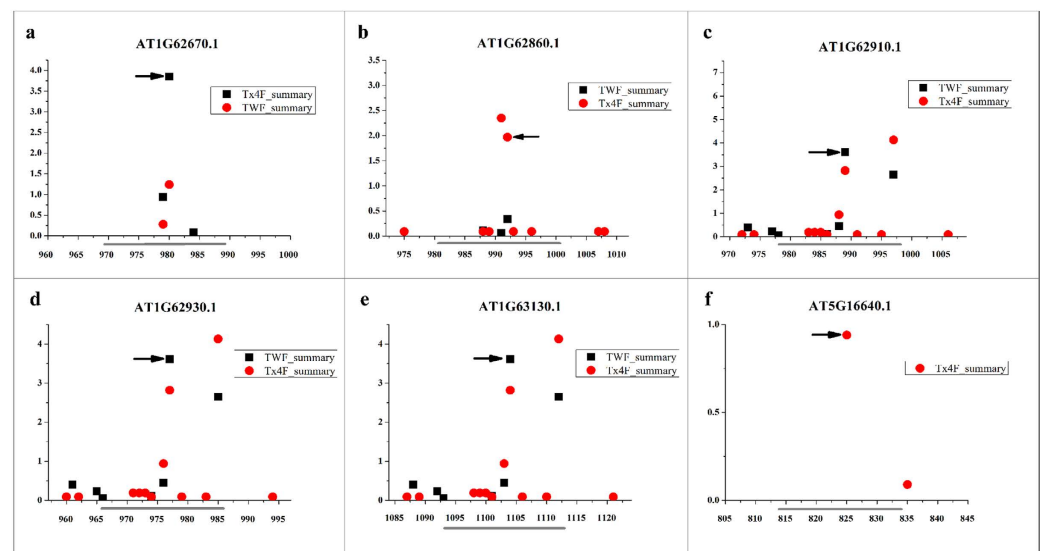 a
AT1G62670.1
4.0
3.5
3.0
2.5
2.0
1.5
1.0
0.5
0.0
Tx4F_summary
TWF_summary
960 965 970 975 980 985 990 995 1000
b
AT1G62860.1
3.5
3.0
2.5
2.0
1.5
1.0
0.5
0.0
TWF_summary
Tx4F_summary
970 975 980 985 990 995 1000 1005 1010
c
AT1G62910.1
7
6
5
4
3
2
1
0
TWF_summary
Tx4F_summary
970 975 980 985 990 995 1000 1005
d
AT1G62930.1
4
3
2
1
0
TWF_summary
Tx4F_summary
960 965 970 975 980 985 990 995
e
AT1G63130.1
4
3
2
1
0
TWF_summary
Tx4F_summary
1085 1090 1095 1100 1105 1110 1115 1120
f
AT5G16640.1
1.0
0.5
0.0
Tx4F_summary
805 810 815 820 825 830 835 840 845